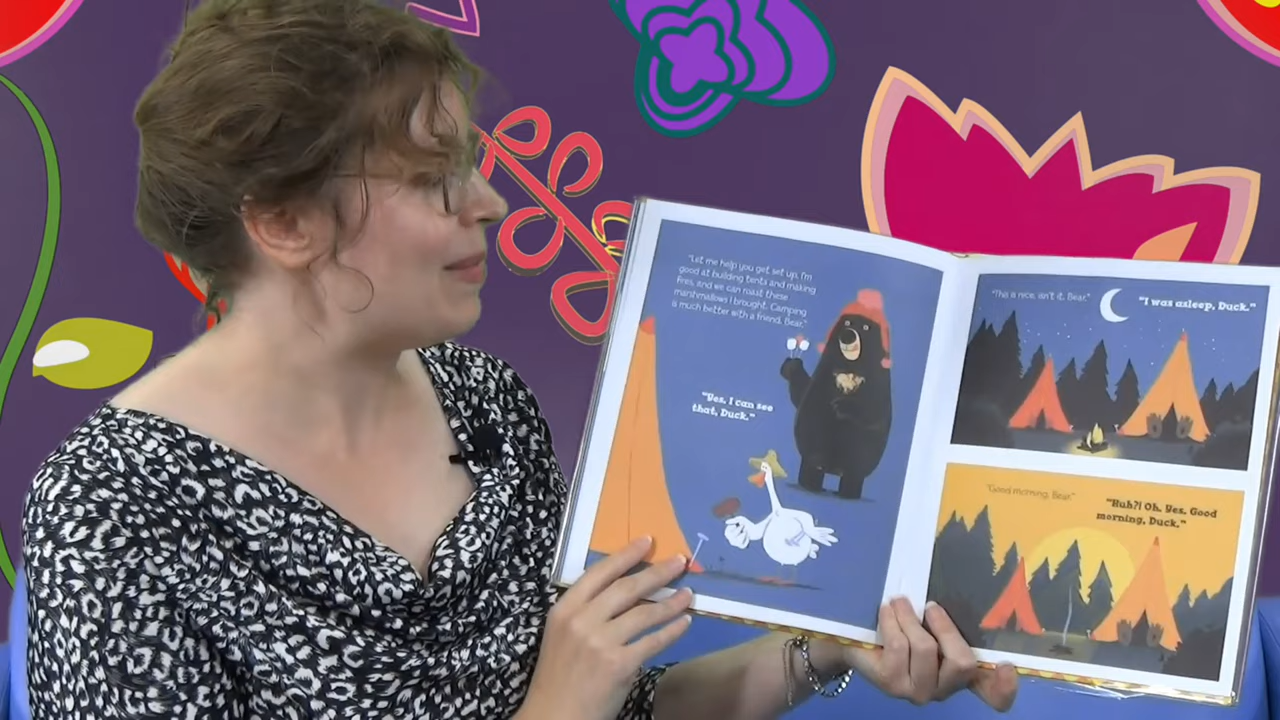 "Let me help you get set up. I'm
good at building tents and making
fires, and we can roast these
marshmallows I brought. Camping
is much better with a friend, Bear."
"Yes, I can see
that, Duck."
"This is nice, isn't it, Bear."
"I was asleep, Duck."
"Good morning, Bear."
"Huh?! Oh. Yes. Good
morning, Duck."